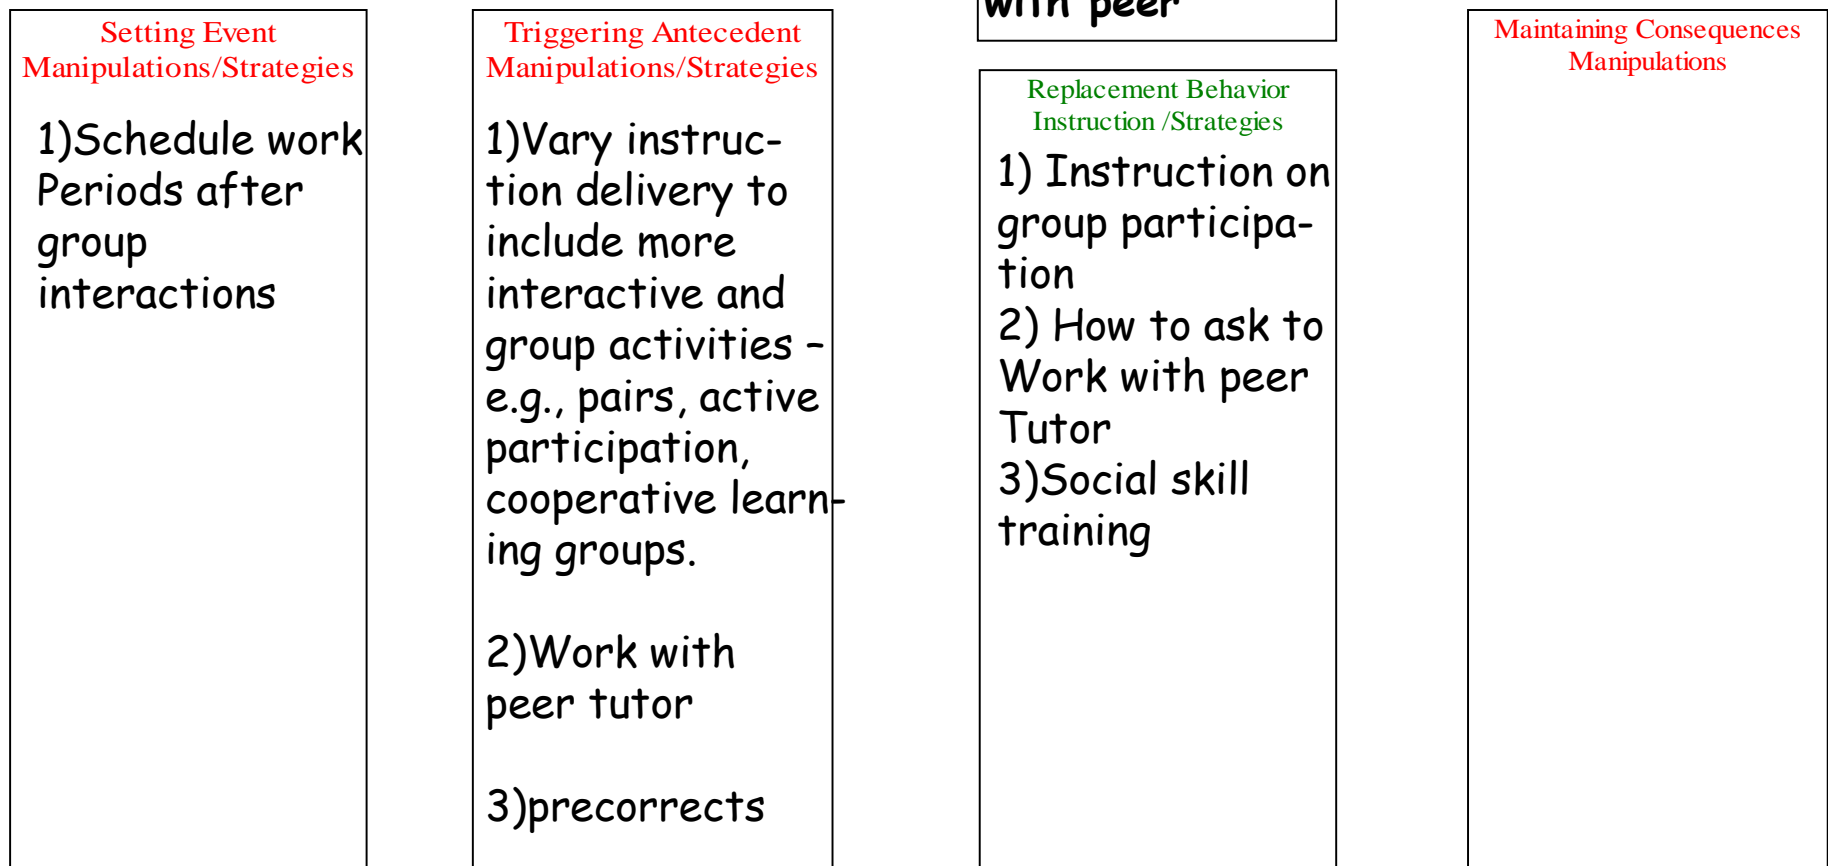 with peer
Setting Event
Manipulations/Strategies
1)Schedule work
Periods after
group
interactions
Triggering Antecedent
Manipulations/Strategies
1)Vary instruc-
tion delivery to
include more
interactive and
group activities –
e.g., pairs, active
participation,
cooperative learn-
ing groups.
2)Work with
peer tutor
3)precorrects
Replacement Behavior
Instruction /Strategies
1) Instruction on
group participa-
tion
2) How to ask to
Work with peer
Tutor
3)Social skill
training
Maintaining Consequences
Manipulations